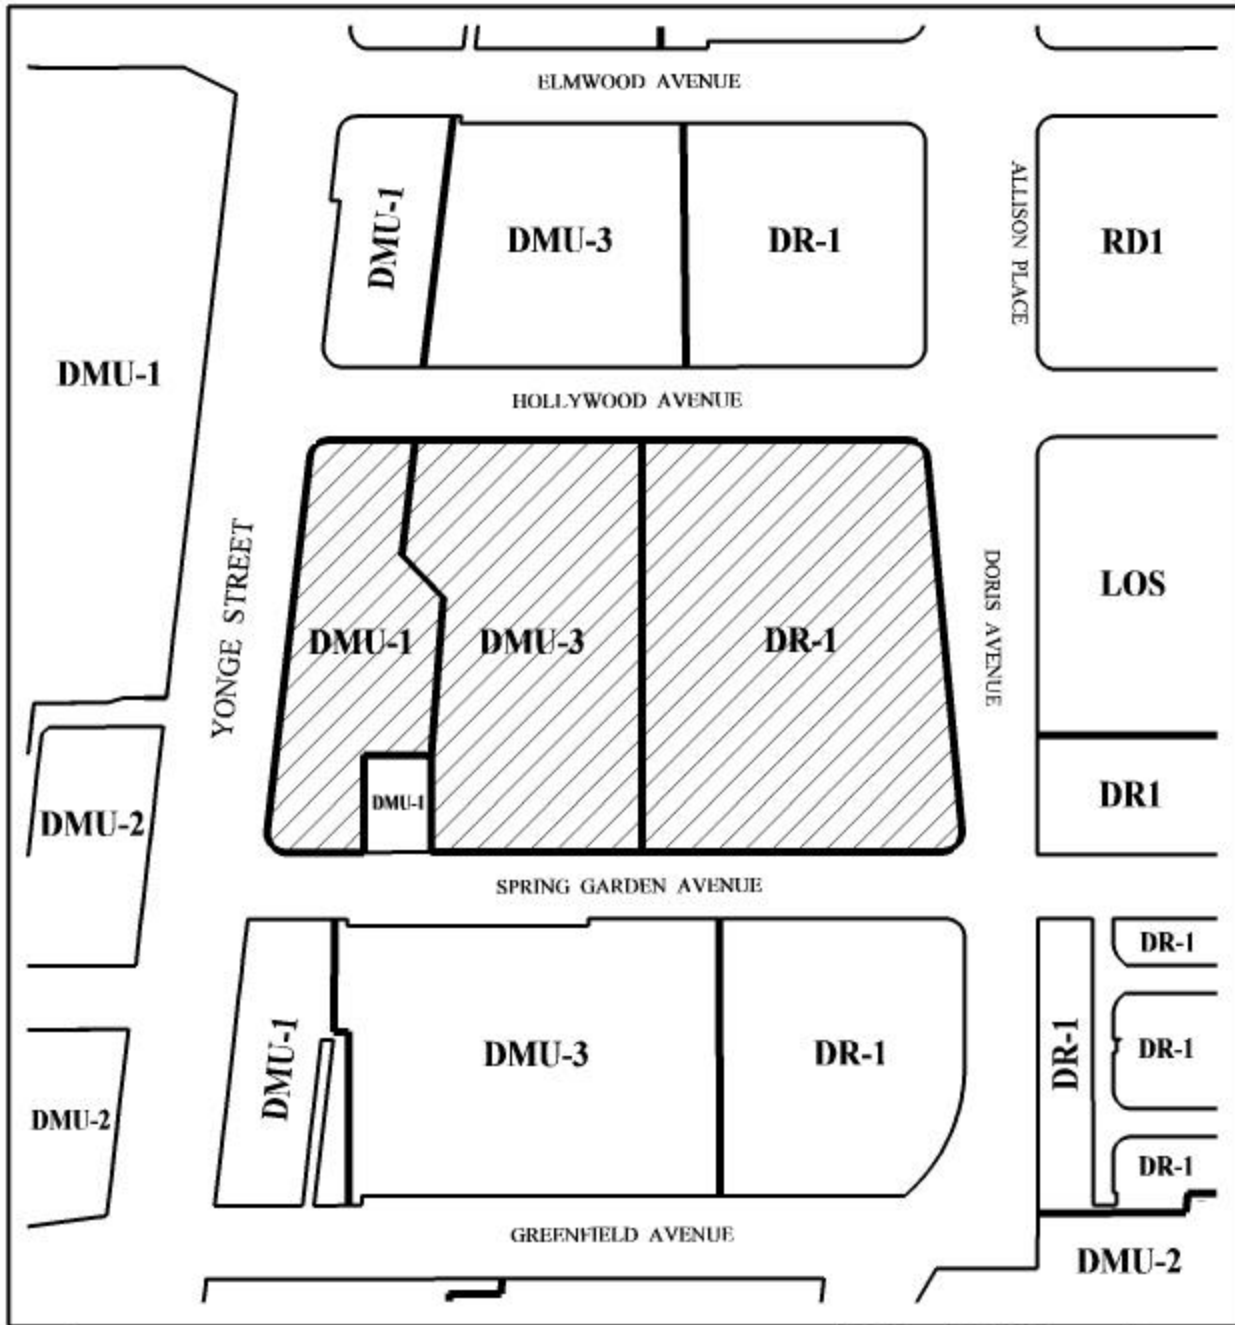 ELMWOOD AVENUE
DMU-1
DMU-3
DR-1
ALLISON PLACE
RD1
DMU-1
HOLLYWOOD AVENUE
YONGE STREET
DMU-1
DMU-3
DR-1
DORIS AVENUE
LOS
DMU-2
DMU-1
DR1
SPRING GARDEN AVENUE
DR-1
DMU-1
DMU-3
DR-1
DR-1
DR-1
DMU-2
DR-1
GREENFIELD AVENUE
DMU-2